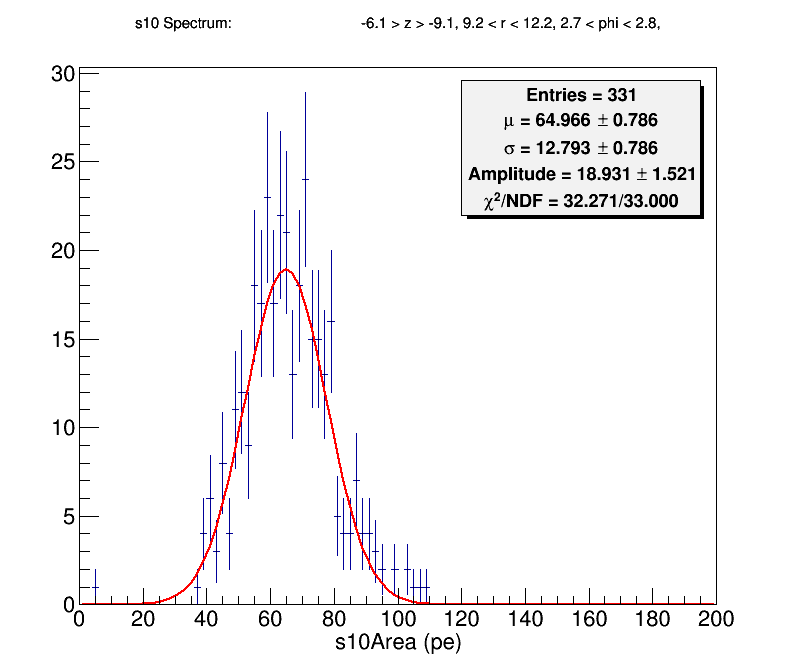 s10 Spectrum: -6.1 > z > -9.1, 9.2 < r < 12.2, 2.7 < phi < 2.8,
30
25
20
15
10
5
0
Entries = 331
μ = 64.966 ± 0.786
σ = 12.793 ± 0.786
Amplitude = 18.931 ± 1.521
χ²/NDF = 32.271/33.000
0 20 40 60 80 100 120 140 160 180 200
s10Area (pe)